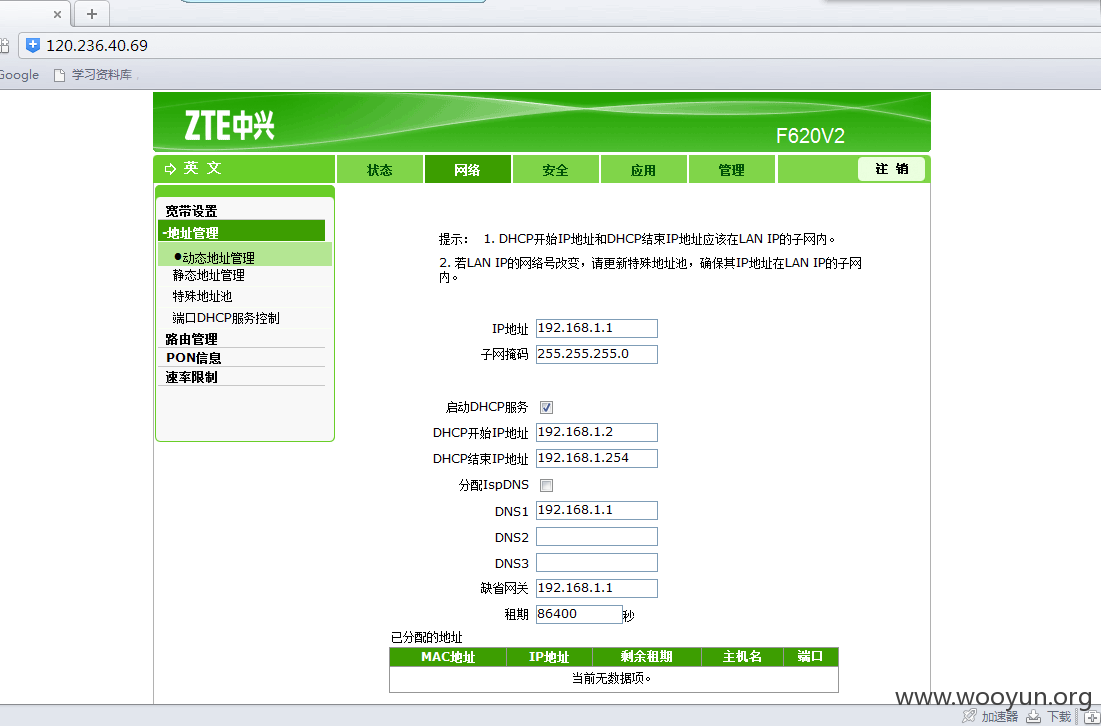 120.236.40.69
Google 学习资料库
ZTE中兴
F620V2
英 文 状态 网络 安全 应用 管理 注 销
宽带设置
-地址管理
●动态地址管理
静态地址管理
特殊地址池
端口DHCP服务控制
路由管理
PON信息
速率限制
提示: 1. DHCP开始IP地址和DHCP结束IP地址应该在LAN IP的子网内。
2. 若LAN IP的网络号改变,请更新特殊地址池,确保其IP地址在LAN IP的子网
内。
IP地址 192.168.1.1
子网掩码 255.255.255.0
启动DHCP服务
DHCP开始IP地址 192.168.1.2
DHCP结束IP地址 192.168.1.254
分配IspDNS
DNS1 192.168.1.1
DNS2
DNS3
缺省网关 192.168.1.1
租期 86400 秒
已分配的地址
MAC地址 IP地址 剩余租期 主机名 端口
当前无数据项。
www.wooyun.org
加速器 下载